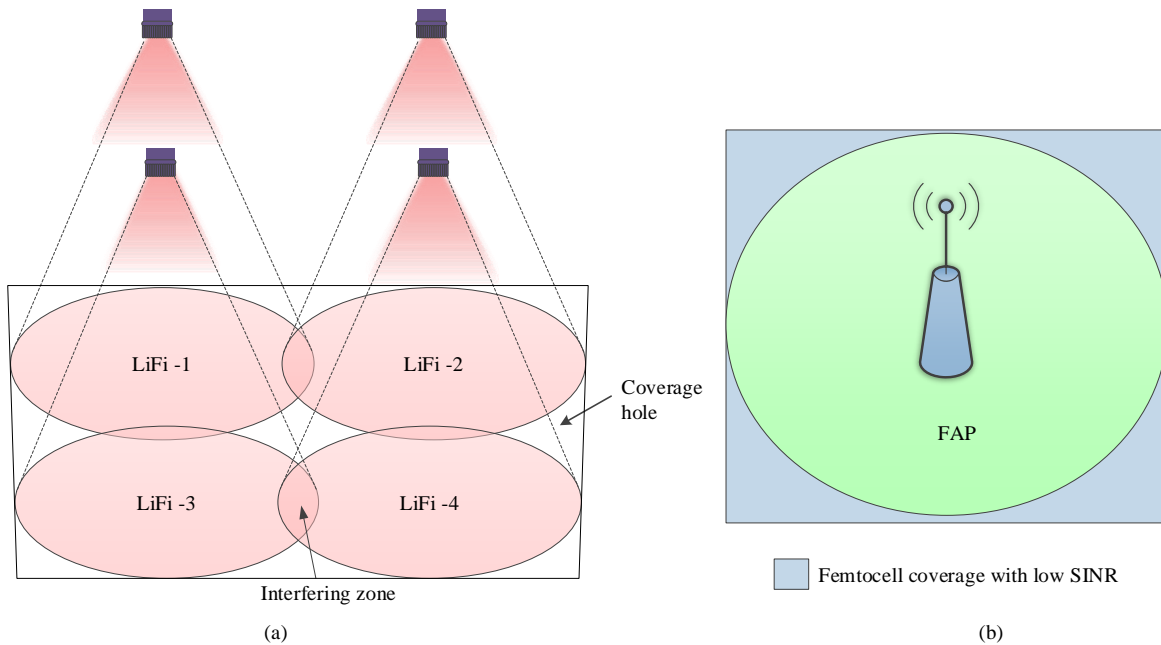 LiFi -1
LiFi -2
Coverage
hole
LiFi -3
LiFi -4
Interfering zone
(a)
FAP
Femtocell coverage with low SINR
(b)